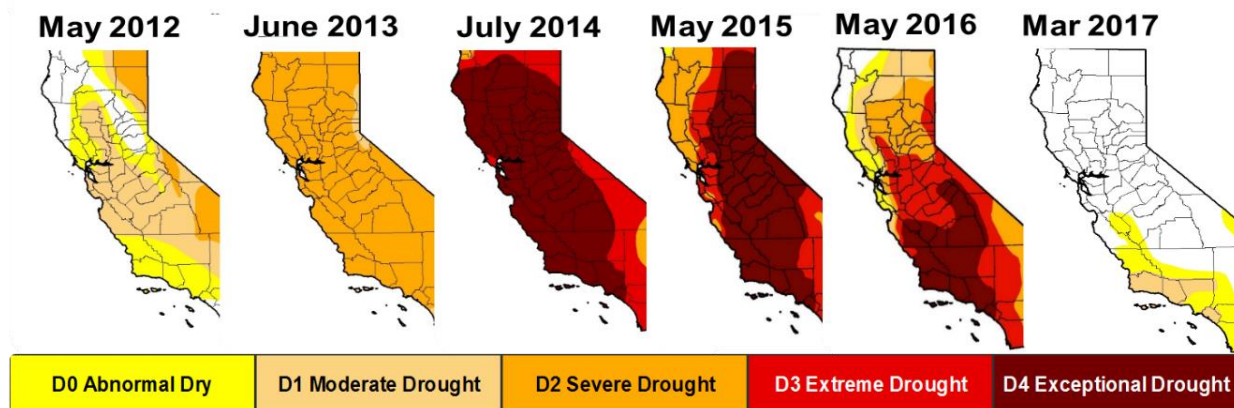 May 2012 June 2013 July 2014 May 2015 May 2016 Mar 2017
D0 Abnormal Dry D1 Moderate Drought D2 Severe Drought D3 Extreme Drought D4 Exceptional Drought